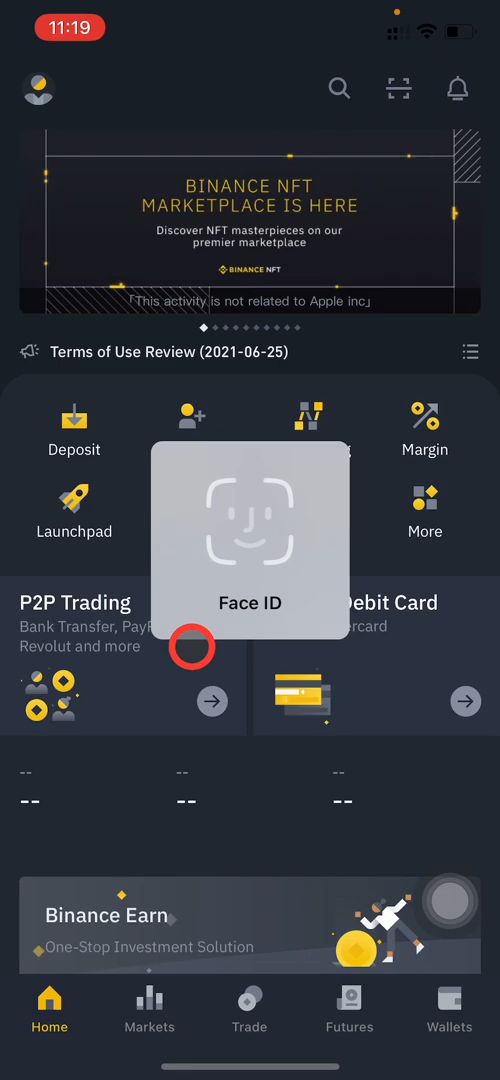 11:19
BINANCE NFT
MARKETPLACE IS HERE
Discover NFT masterpieces on our
premier marketplace
BINANCE NFT
「This activity is not related to Apple inc」
Terms of Use Review (2021-06-25)
Deposit
Margin
Launchpad
More
Face ID
P2P Trading
Bank Transfer,
Revolut and more
Debit Card
-- -- --
-- -- --
Binance Earn
One-Stop Investment Solution
Home Markets Trade Futures Wallets